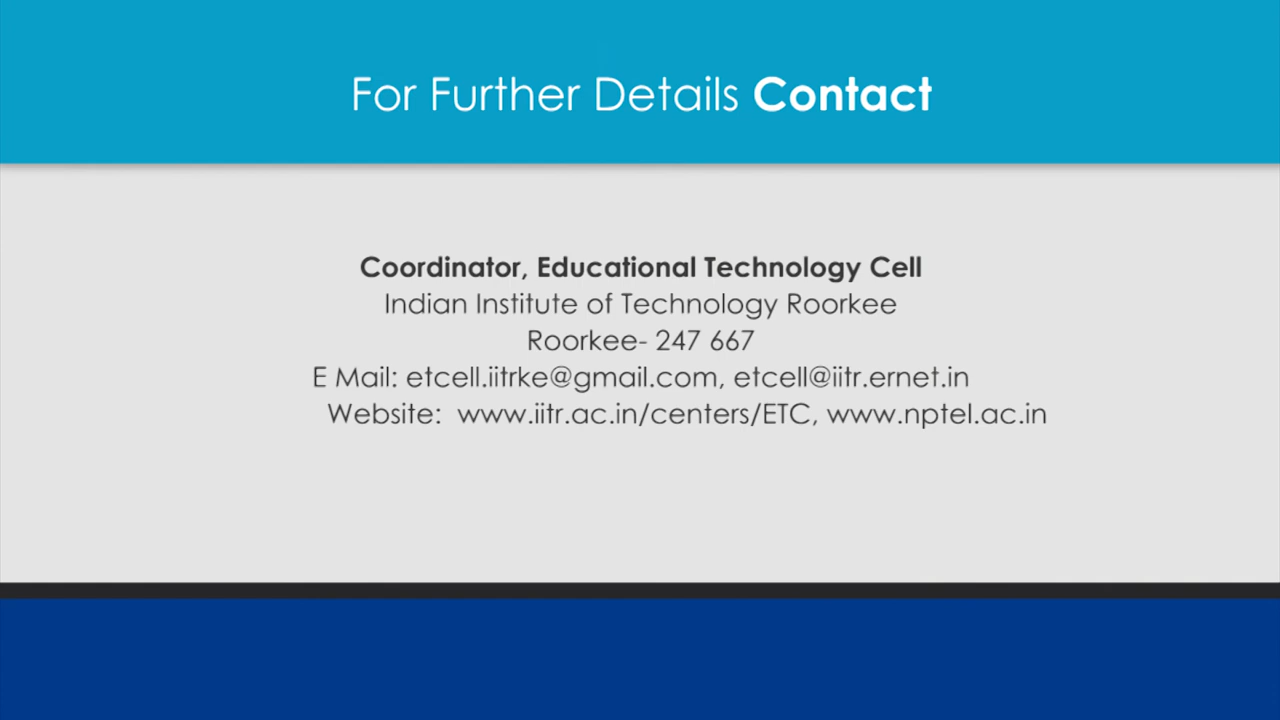 For Further Details Contact
Coordinator, Educational Technology Cell
Indian Institute of Technology Roorkee
Roorkee- 247 667
E Mail: etcell.iitrke@gmail.com, etcell@iitr.ernet.in
Website: www.iitr.ac.in/centers/ETC, www.nptel.ac.in